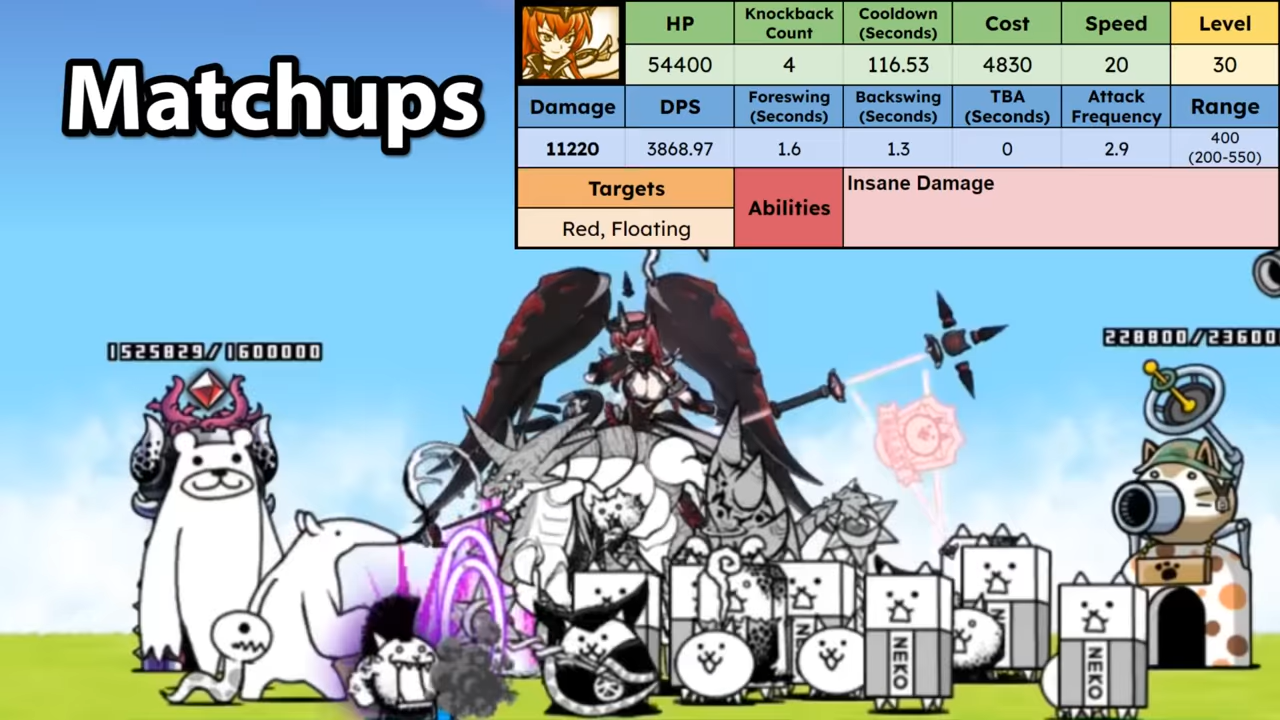 Matchups
HP
Knockback
Count
Cooldown
(Seconds)
Cost
Speed
Level
54400
4
116.53
4830
20
30
Damage
DPS
Foreswing
(Seconds)
Backswing
(Seconds)
TBA
(Seconds)
Attack
Frequency
Range
11220
3868.97
1.6
1.3
0
2.9
400
(200-550)
Targets
Abilities
Insane Damage
Red, Floating
1525829/1600000
228800/23600
NEKO
NEKO